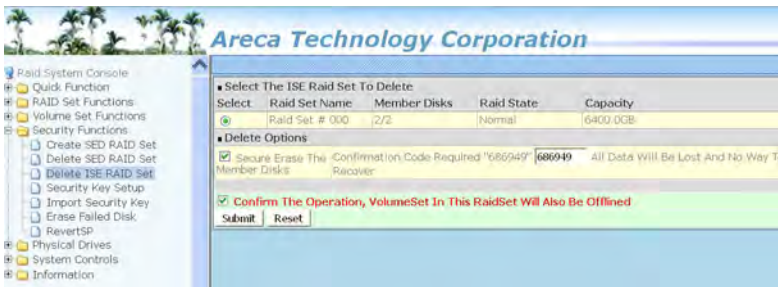 Areca Technology Corporation
Raid System Console
Quick Function
RAID Set Functions
Volume Set Functions
Security Functions
Create SED RAID Set
Delete SED RAID Set
Delete ISE RAID Set
Security Key Setup
Import Security Key
Erase Failed Disk
RevertSP
Physical Drives
System Controls
Information
Select The ISE Raid Set To Delete
Select Raid Set Name Member Disks Raid State Capacity
Raid Set # 000 2/2 Normal 6400.0GB
Delete Options
Secure Erase The Confirmation Code Required "686949" 686949 All Data Will Be Lost And No Way T
Member Disks Recover
Confirm The Operation, VolumeSet In This RaidSet Will Also Be Offlined
Submit Reset